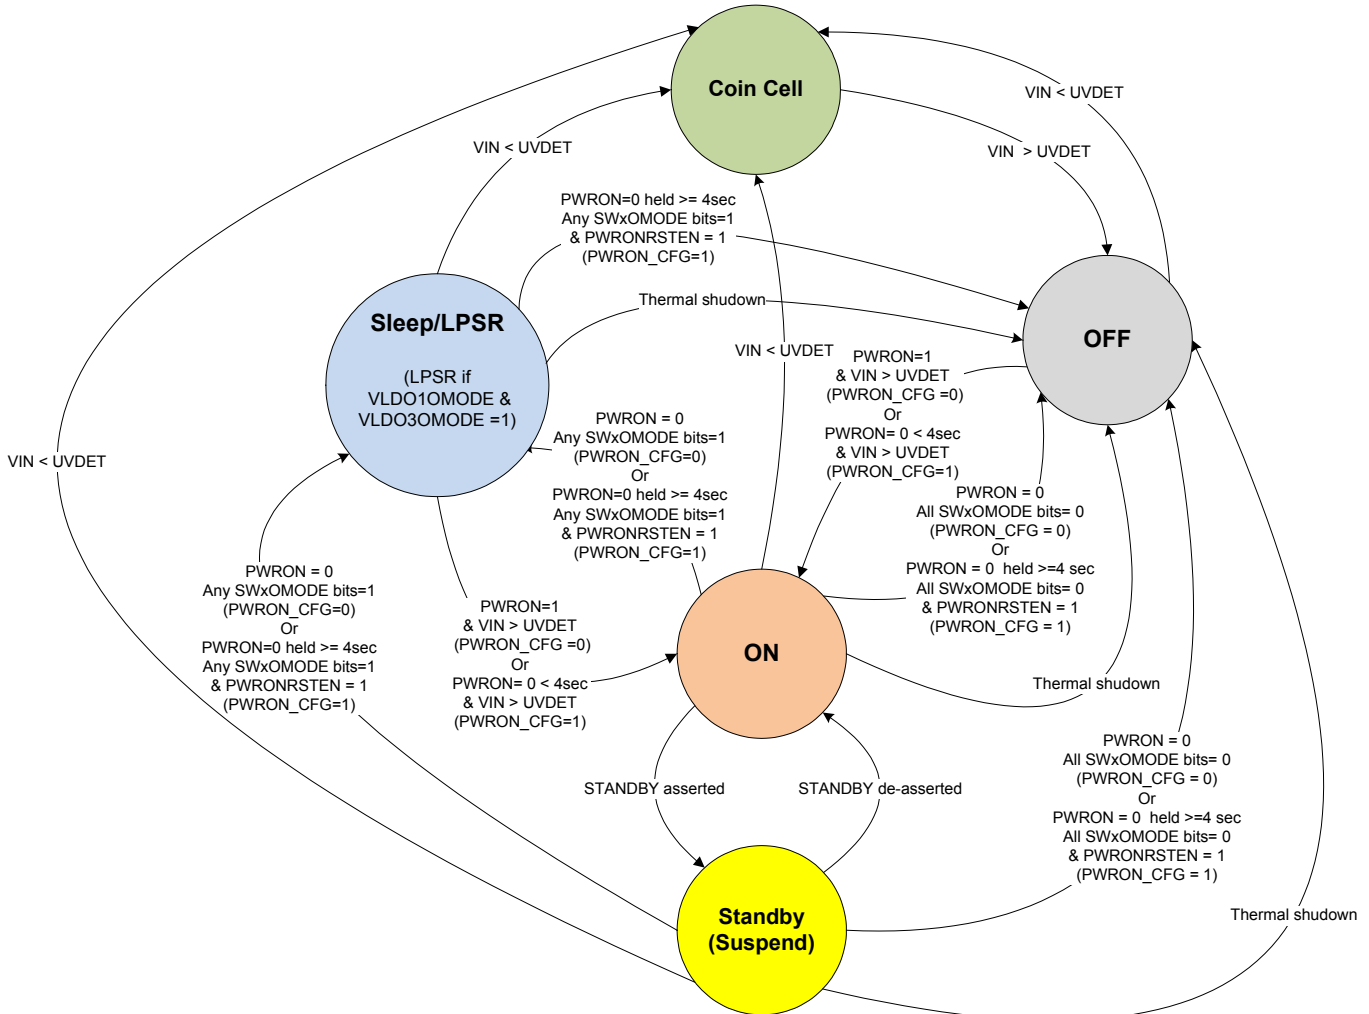 Coin Cell
VIN < UVDET
VIN < UVDET
VIN  > UVDET
PWRON=0 held >= 4sec
Any SWxOMODE bits=1
& PWRONRSTEN = 1
(PWRON_CFG=1)
Thermal shudown
Sleep/LPSR
(LPSR if
VLDO1OMODE &
VLDO3OMODE =1)
OFF
VIN < UVDET
PWRON=1
& VIN > UVDET
(PWRON_CFG =0)
Or
PWRON= 0 < 4sec
& VIN > UVDET
(PWRON_CFG=1)
VIN < UVDET
PWRON = 0
Any SWxOMODE bits=1
(PWRON_CFG=0)
Or
PWRON=0 held >= 4sec
Any SWxOMODE bits=1
& PWRONRSTEN = 1
(PWRON_CFG=1)
PWRON = 0
All SWxOMODE bits= 0
(PWRON_CFG = 0)
Or
PWRON = 0  held >=4 sec
All SWxOMODE bits= 0
& PWRONRSTEN = 1
(PWRON_CFG = 1)
PWRON = 0
Any SWxOMODE bits=1
(PWRON_CFG=0)
Or
PWRON=0 held >= 4sec
Any SWxOMODE bits=1
& PWRONRSTEN = 1
(PWRON_CFG=1)
PWRON=1
& VIN > UVDET
(PWRON_CFG =0)
Or
PWRON= 0 < 4sec
& VIN > UVDET
(PWRON_CFG=1)
ON
Thermal shudown
STANDBY asserted
STANDBY de-asserted
PWRON = 0
All SWxOMODE bits= 0
(PWRON_CFG = 0)
Or
PWRON = 0  held >=4 sec
All SWxOMODE bits= 0
& PWRONRSTEN = 1
(PWRON_CFG = 1)
Standby
(Suspend)
Thermal shudown